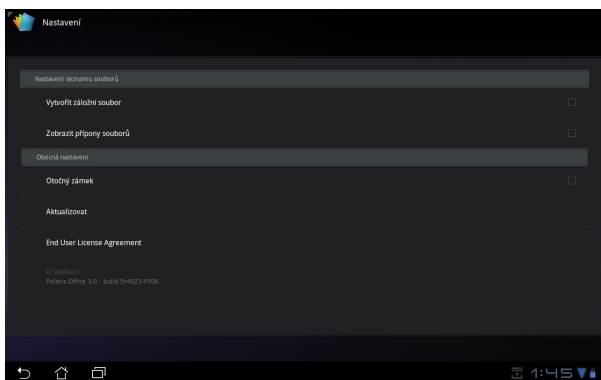 Nastavení
Nastavení seznamu souborů
Vytvořit záložní soubor
Zobrazit přípony souborů
Obecná nastavení
Otočný zámek
Aktualizovat
End User License Agreement
O aplikaci
Polaris Office 3.0 - build 5r4923-FV06
1:45